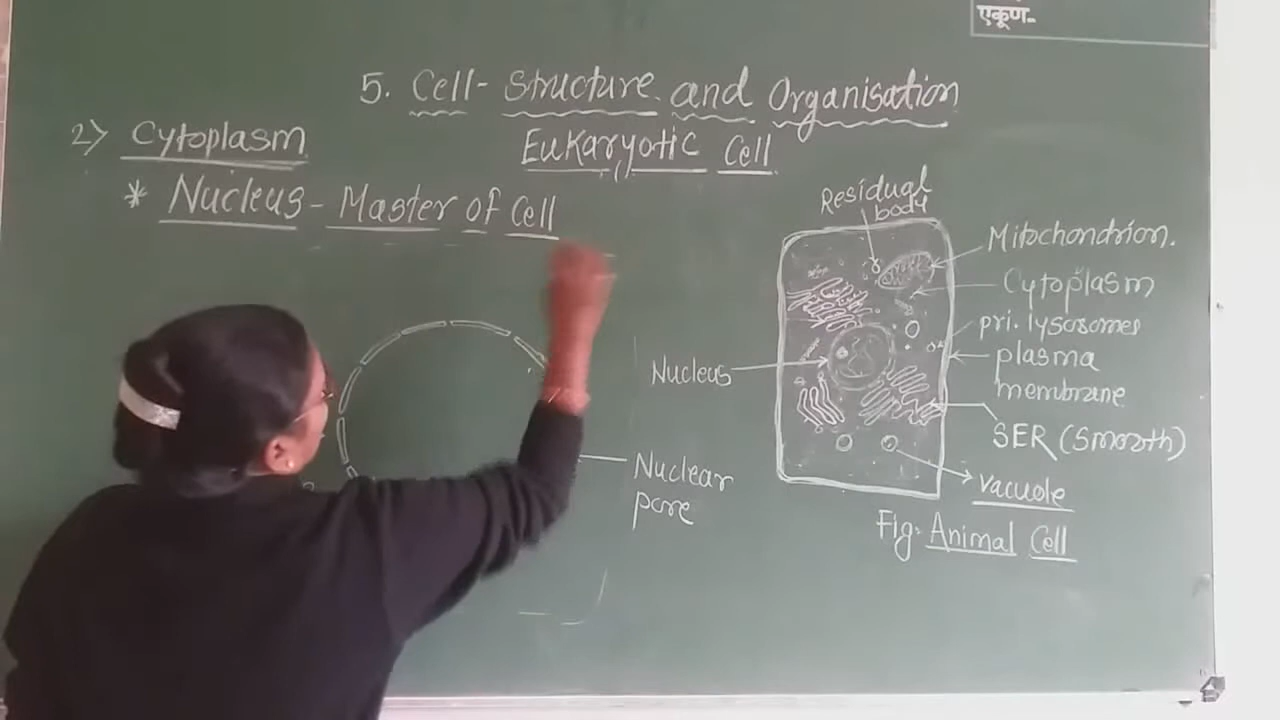 एकूण-
5. Cell-Structure and Organisation
2) Cytoplasm
Eukaryotic Cell
* Nucleus - Master of Cell
Residual
body
Mitochondrion.
Cytoplasm
pri. lysosomes
plasma
membrane
Nucleus
SER (Smooth)
Nuclear
pore
vacuole
Fig. Animal Cell